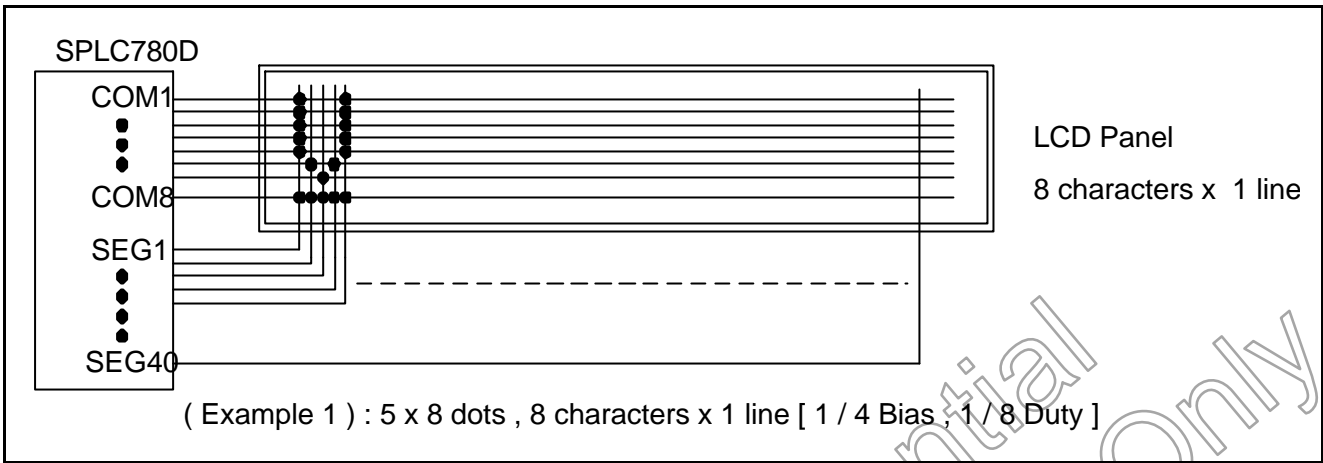 SPLC780D
COM1
COM8
SEG1
SEG40
LCD Panel
8 characters x 1 line
( Example 1 ) : 5 x 8 dots , 8 characters x 1 line [ 1 / 4 Bias , 1 / 8 Duty ]
Only